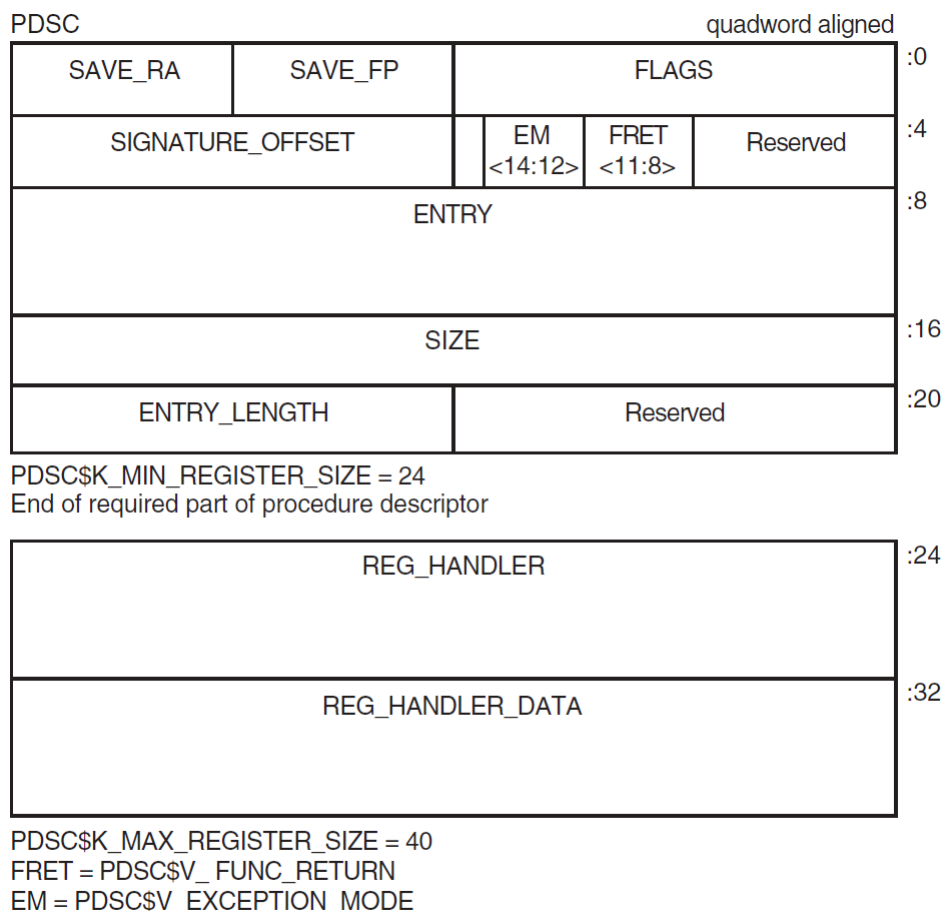 PDSC quadword aligned
SAVE_RA SAVE_FP FLAGS :0
SIGNATURE_OFFSET EM <14:12> FRET <11:8> Reserved :4
ENTRY :8
SIZE :16
ENTRY_LENGTH Reserved :20
PDSC$K_MIN_REGISTER_SIZE = 24
End of required part of procedure descriptor
REG_HANDLER :24
REG_HANDLER_DATA :32
PDSC$K_MAX_REGISTER_SIZE = 40
FRET = PDSC$V_ FUNC_RETURN
EM = PDSC$V_EXCEPTION_MODE